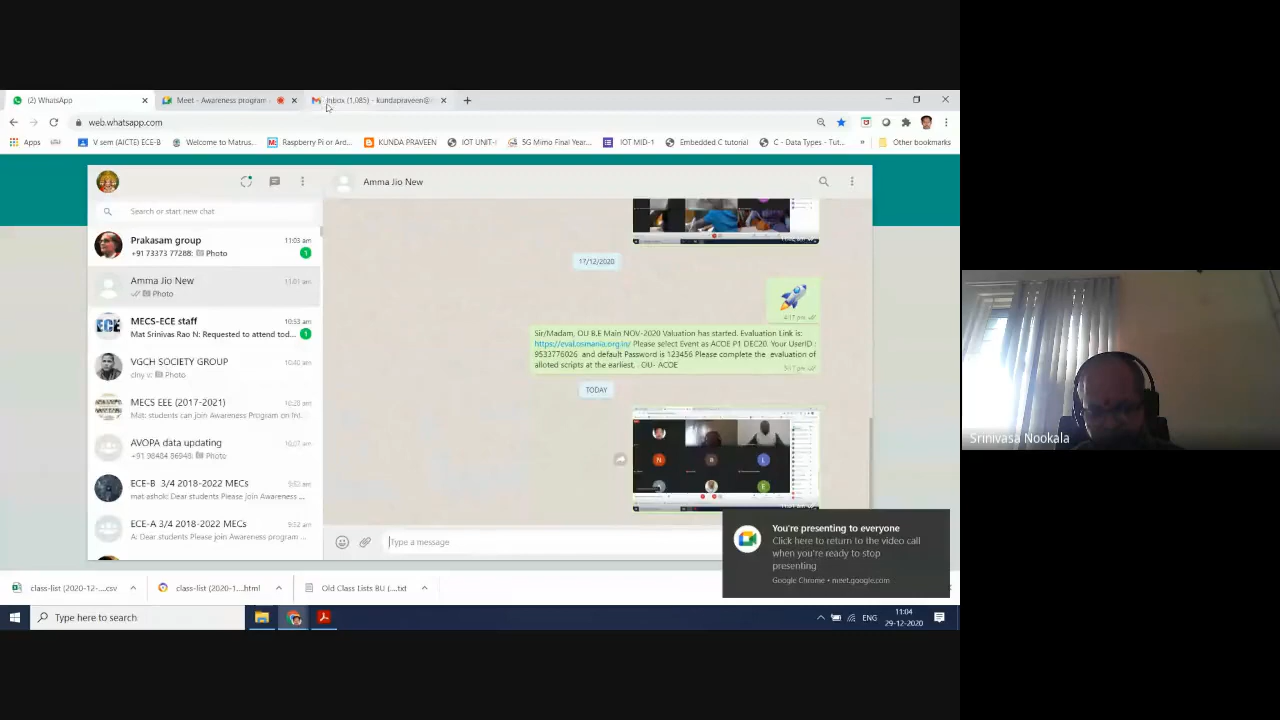 (2) WhatsApp
Meet - Awareness program
Inbox (1,085) - kundapraveen@
web.whatsapp.com
Apps
V sem (AICTE) ECE-B
Welcome to Matrus...
Raspberry Pi or Ard...
KUNDA PRAVEEN
IOT UNIT-I
5G Mimo Final Year...
IOT MID-1
Embedded C tutorial
C - Data Types - Tut...
»
Other bookmarks
Amma Jio New
Search or start new chat
Prakasam group
11:03 am
+91 73373 77288: Photo
1
Amma Jio New
11:01 am
Photo
MECS-ECE staff
10:53 am
Mat Srinivas Rao N: Requested to attend tod...
1
VGCH SOCIETY GROUP
10:40 am
Photo
MECS EEE (2017-2021)
10:28 am
Mat: students can join Awareness Program on
AVOPA data updating
10:07 am
+91 98484 86948: Photo
ECE-B 3/4 2018-2022 MECs
mat ashok: Dear students Please join Awareness ...
ECE-A 3/4 2018-2022 MECs
9:52 am
A: Dear students Please join Awareness program ...
4:17 pm
Sir/Madam, OU B.E Main NOV-2020 Valuation has started. Evaluation Link is:
https://eval.osmania.org.in/ Please select Event as ACOE P1 DEC20. Your UserID :
9533776026 and default Password is 123456 Please complete the evaluation of
alloted scripts at the earliest. OU- ACOE
TODAY
N
B
L
E
Type a message
You're presenting to everyone
Click here to return to the video call
when you're ready to stop
presenting
Google Chrome • meet.google.com
class-list (2020-12-....csv
class-list (2020-1....html
Old Class Lists BU (....txt
Type here to search
ENG
11:04
29-12-2020
Srinivasa Nookala